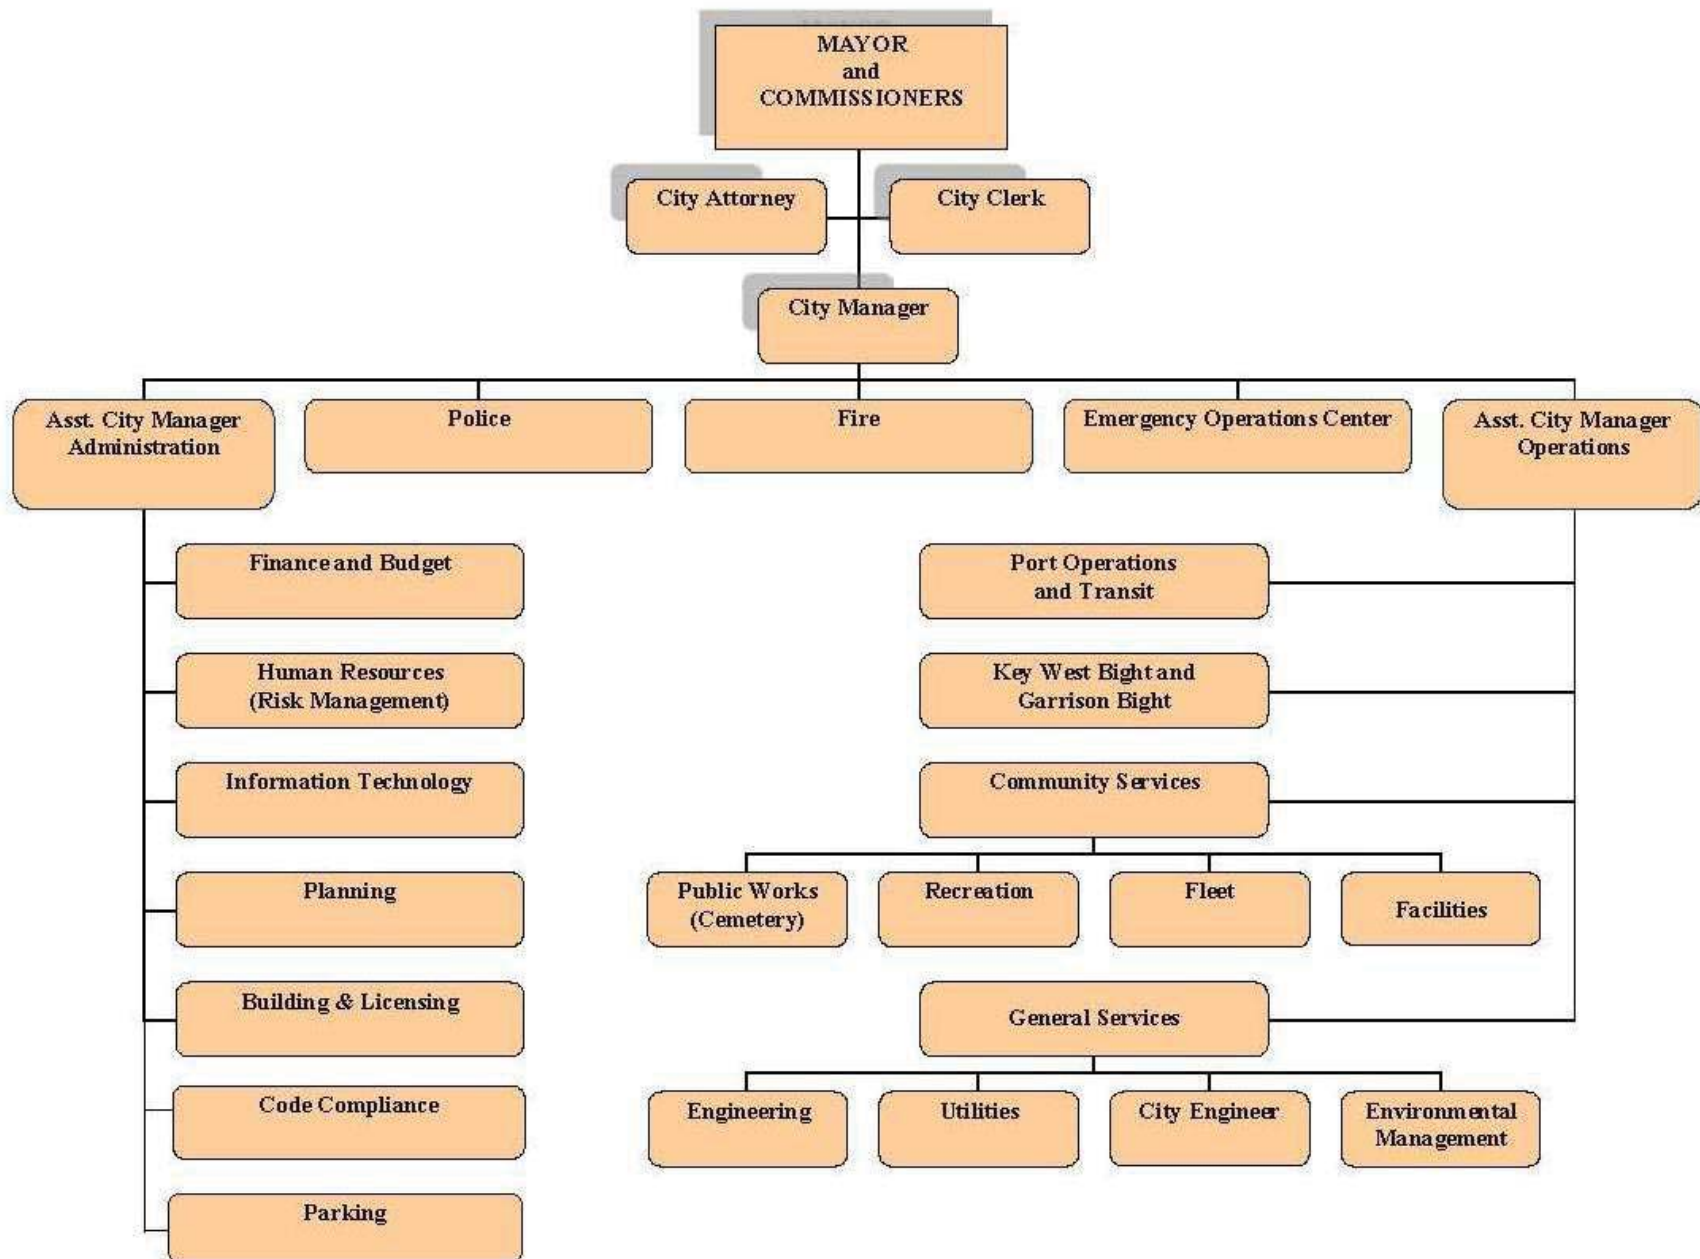 MAYOR
and
COMMISSIONERS
City Attorney
City Clerk
City Manager
Asst. City Manager
Administration
Police
Fire
Emergency Operations Center
Asst. City Manager
Operations
Finance and Budget
Human Resources
(Risk Management)
Information Technology
Planning
Building & Licensing
Code Compliance
Parking
Port Operations
and Transit
Key West Bight and
Garrison Bight
Community Services
Public Works
(Cemetery)
Recreation
Fleet
Facilities
General Services
Engineering
Utilities
City Engineer
Environmental
Management